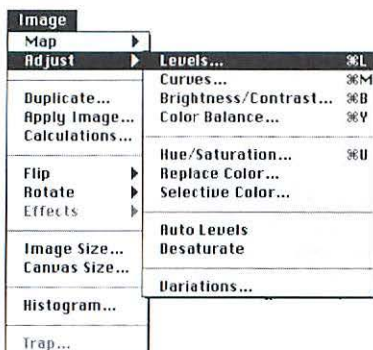 Image
Map
Adjust
Duplicate...
Apply Image...
Calculations...
Flip
Rotate
Effects
Image Size...
Canvas Size...
Histogram...
Trap...
Levels... ⌘L
Curves... ⌘M
Brightness/Contrast... ⌘B
Color Balance... ⌘Y
Hue/Saturation... ⌘U
Replace Color...
Selective Color...
Auto Levels
Desaturate
Variations...